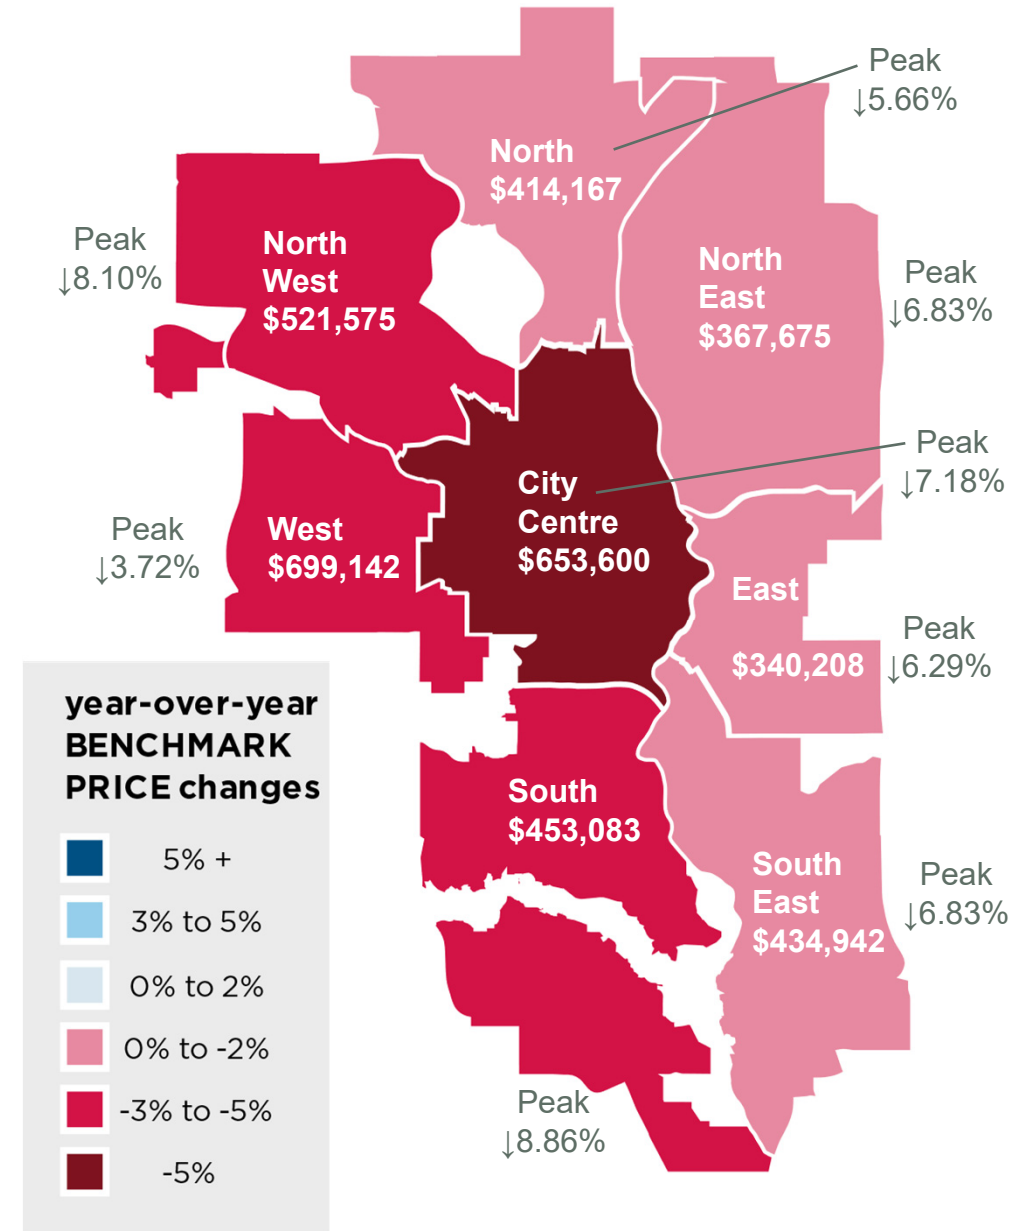 Peak
↓5.66%
North
$414,167
Peak
↓8.10%
North
West
$521,575
North
East
$367,675
Peak
↓6.83%
Peak
↓7.18%
City
Centre
$653,600
Peak
↓3.72%
West
$699,142
East
$340,208
Peak
↓6.29%
year-over-year
BENCHMARK
PRICE changes
5% +
3% to 5%
0% to 2%
0% to -2%
-3% to -5%
-5%
South
$453,083
South
East
$434,942
Peak
↓6.83%
Peak
↓8.86%